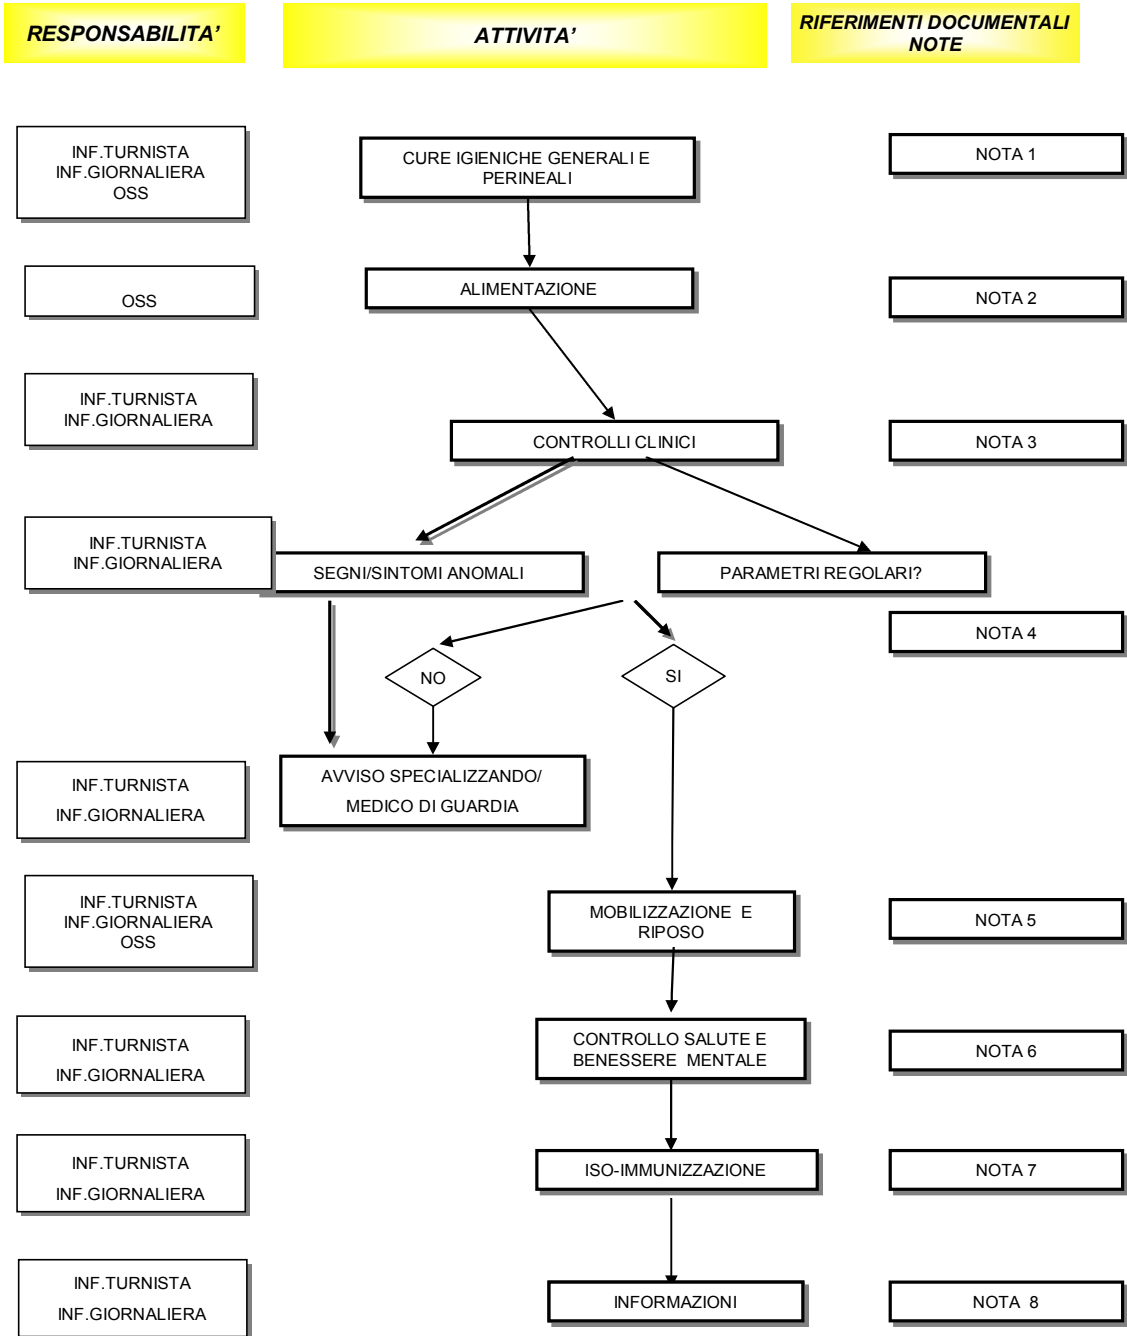 RESPONSABILITA'
ATTIVITA'
RIFERIMENTI DOCUMENTALI
NOTE
INF.TURNISTA
INF.GIORNALIERA
OSS
CURE IGIENICHE GENERALI E
PERINEALI
NOTA 1
OSS
ALIMENTAZIONE
NOTA 2
INF.TURNISTA
INF.GIORNALIERA
CONTROLLI CLINICI
NOTA 3
INF.TURNISTA
INF.GIORNALIERA
SEGNI/SINTOMI ANOMALI
PARAMETRI REGOLARI?
NOTA 4
NO
SI
INF.TURNISTA
INF.GIORNALIERA
AVVISO SPECIALIZZANDO/
MEDICO DI GUARDIA
INF.TURNISTA
INF.GIORNALIERA
OSS
MOBILIZZAZIONE E
RIPOSO
NOTA 5
INF.TURNISTA
INF.GIORNALIERA
CONTROLLO SALUTE E
BENESSERE MENTALE
NOTA 6
INF.TURNISTA
INF.GIORNALIERA
ISO-IMMUNIZZAZIONE
NOTA 7
INF.TURNISTA
INF.GIORNALIERA
INFORMAZIONI
NOTA 8